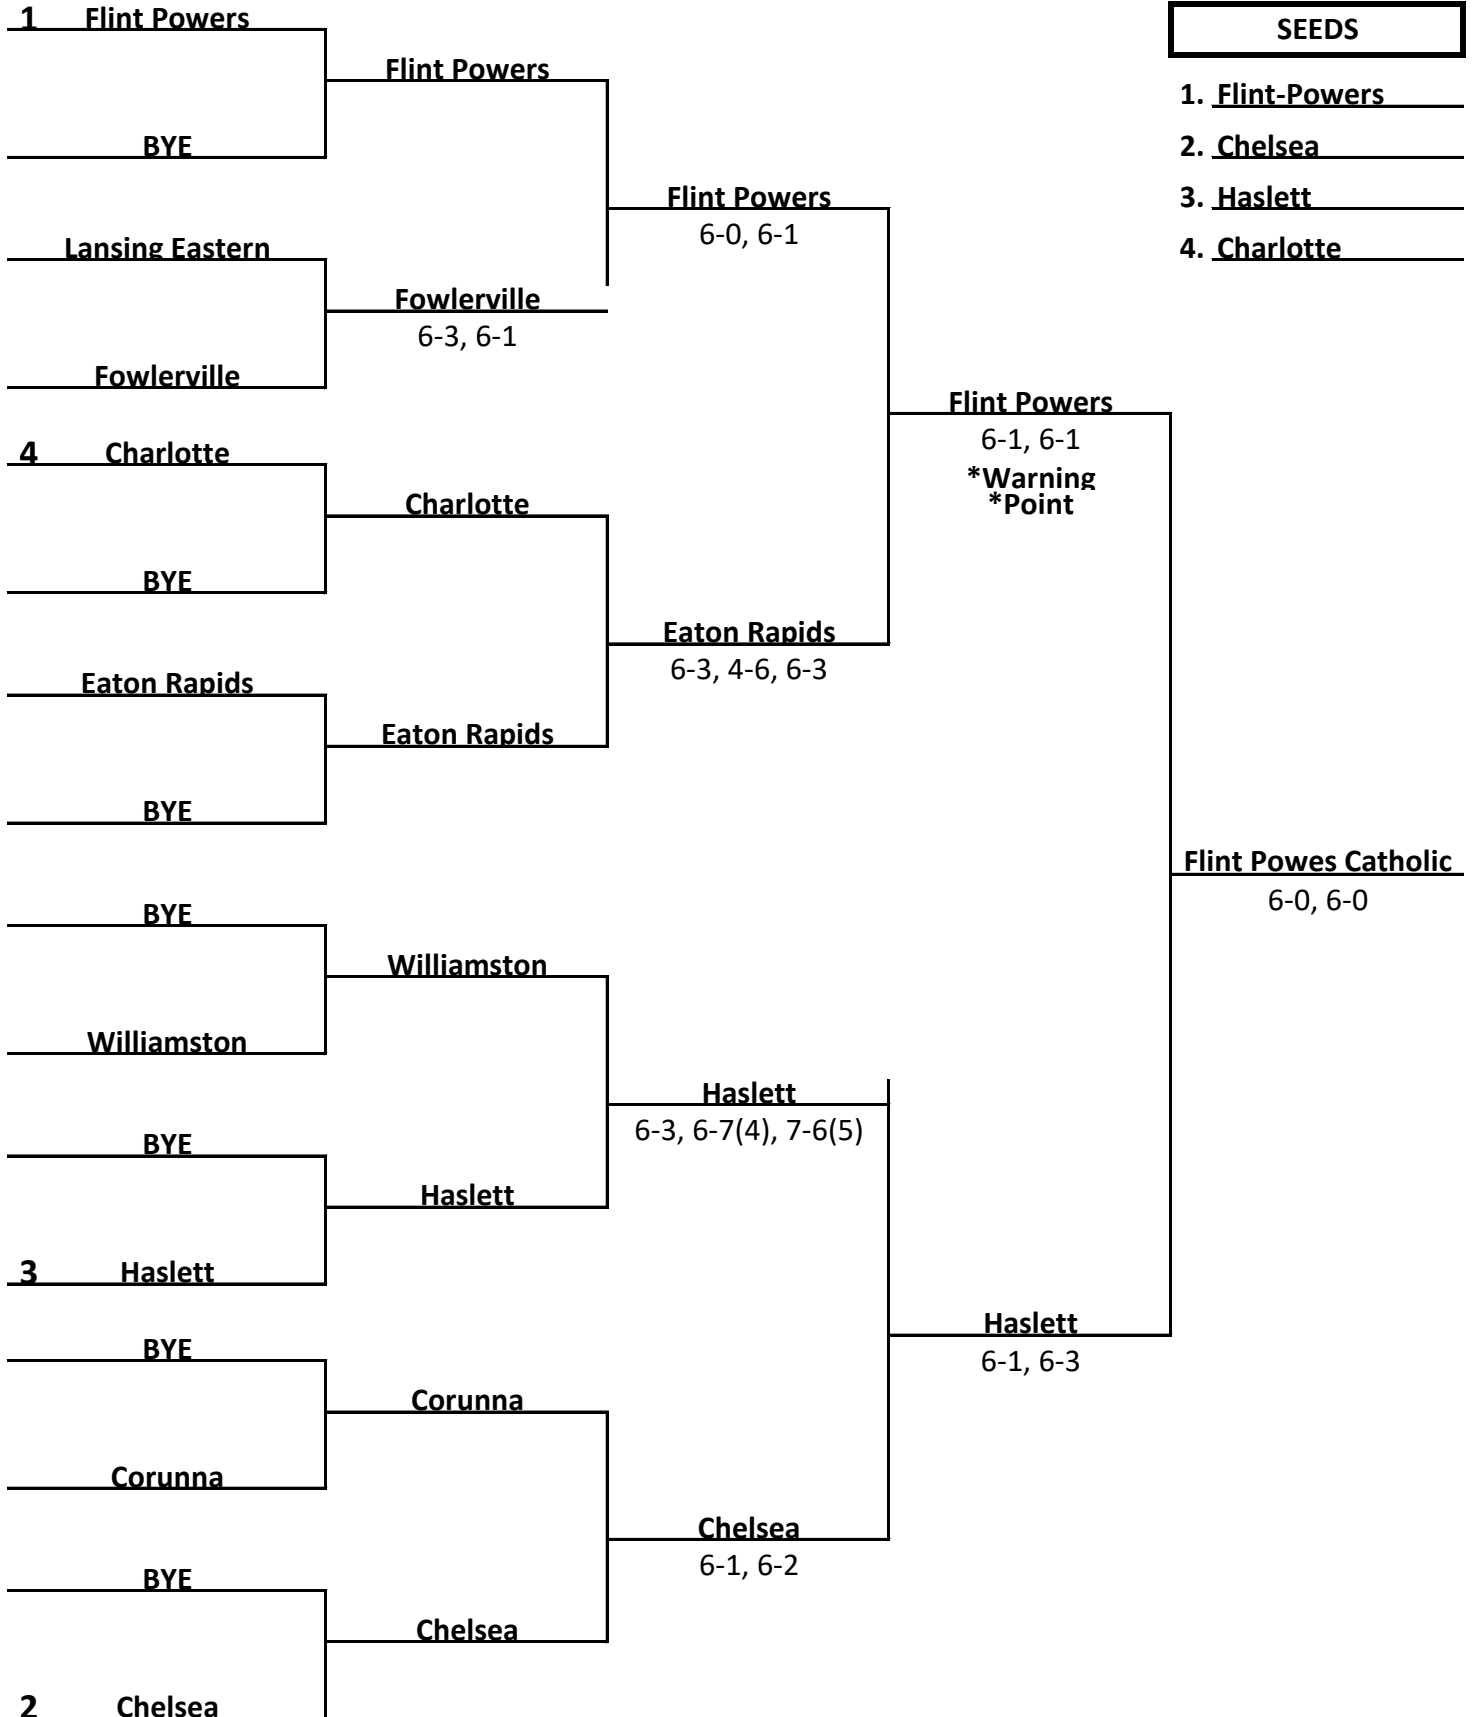 1 Flint Powers
SEEDS
Flint Powers
1. Flint-Powers
BYE
2. Chelsea
Flint Powers
3. Haslett
6-0, 6-1
Lansing Eastern
4. Charlotte
Fowlerville
6-3, 6-1
Fowlerville
Flint Powers
6-1, 6-1
4 Charlotte
*Warning
*Point
Charlotte
BYE
Eaton Rapids
6-3, 4-6, 6-3
Eaton Rapids
Eaton Rapids
BYE
Flint Powes Catholic
6-0, 6-0
BYE
Williamston
Williamston
Haslett
6-3, 6-7(4), 7-6(5)
BYE
Haslett
3 Haslett
Haslett
6-1, 6-3
BYE
Corunna
Corunna
Chelsea
6-1, 6-2
BYE
Chelsea
2 Chelsea